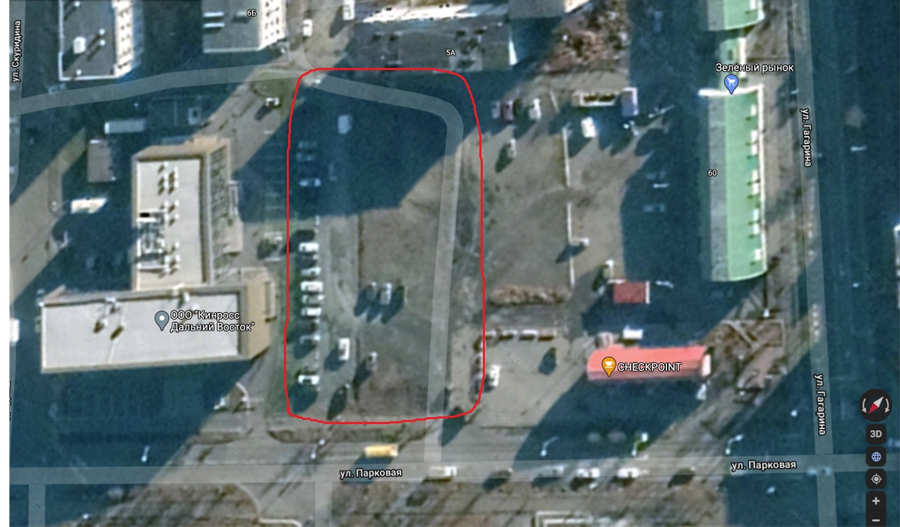 ул. Скуридина
6Б
5А
Зелёный рынок
ул. Гагарина
60
ООО "Кинросс
Дальний Восток"
CHECKPOINT
ул. Гагарина
3D
ул. Парковая
ул. Парковая